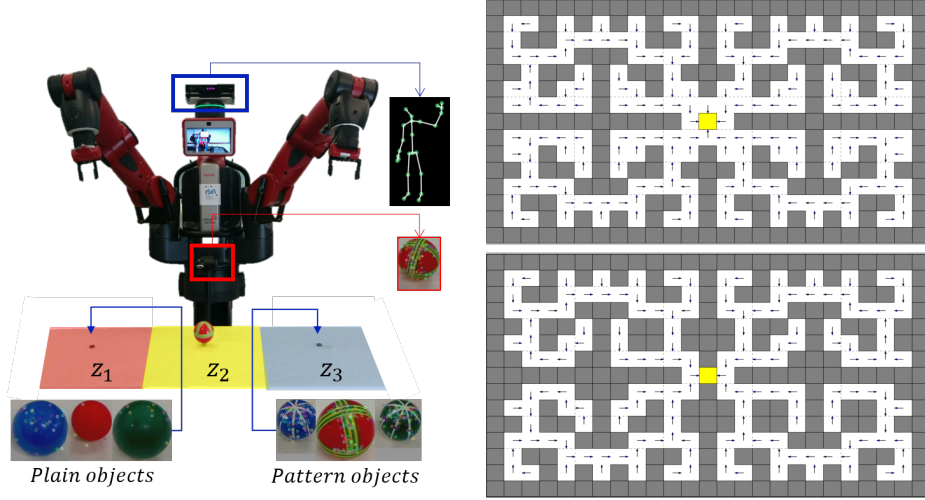 z₁
z₂
z₃
Plain objects
Pattern objects